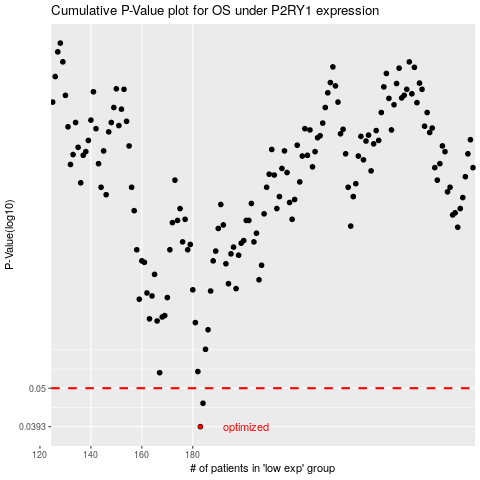 Cumulative P-Value plot for OS under P2RY1 expression
P-Value(log10)
0.05
0.0393
optimized
120 140 160 180
# of patients in 'low exp' group